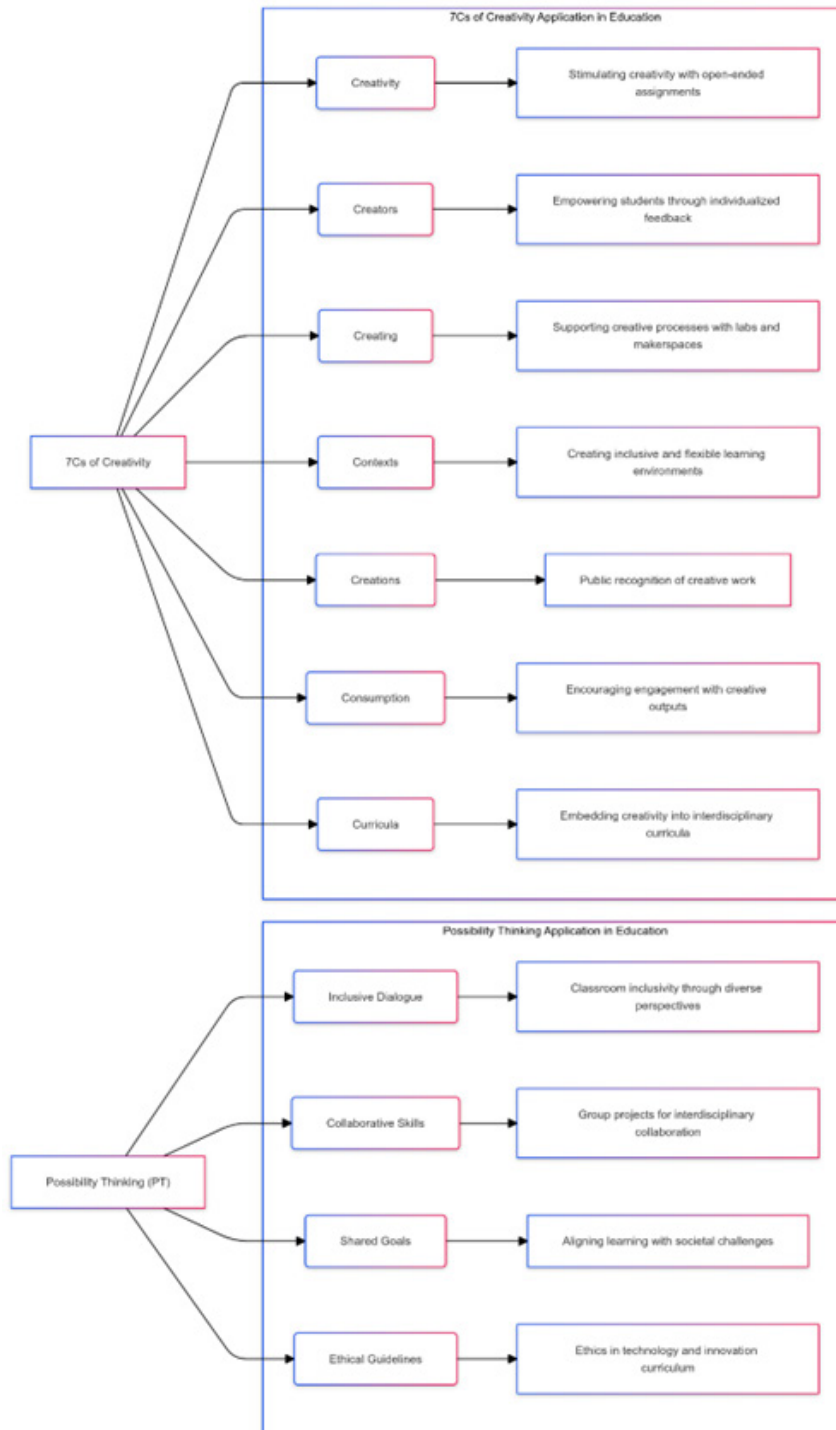 7Cs of Creativity Application in Education
Creativity
Stimulating creativity with open-ended
assignments
Creators
Empowering students through individualized
feedback
Creating
Supporting creative processes with labs and
makerspaces
7Cs of Creativity
Contexts
Creating inclusive and flexible learning
environments
Creations
Public recognition of creative work
Consumption
Encouraging engagement with creative
outputs
Curricula
Embedding creativity into interdisciplinary
curricula
Possibility Thinking Application in Education
Inclusive Dialogue
Classroom inclusivity through diverse
perspectives
Collaborative Skills
Group projects for interdisciplinary
collaboration
Possibility Thinking (PT)
Shared Goals
Aligning learning with societal challenges
Ethical Guidelines
Ethics in technology and innovation
curriculum